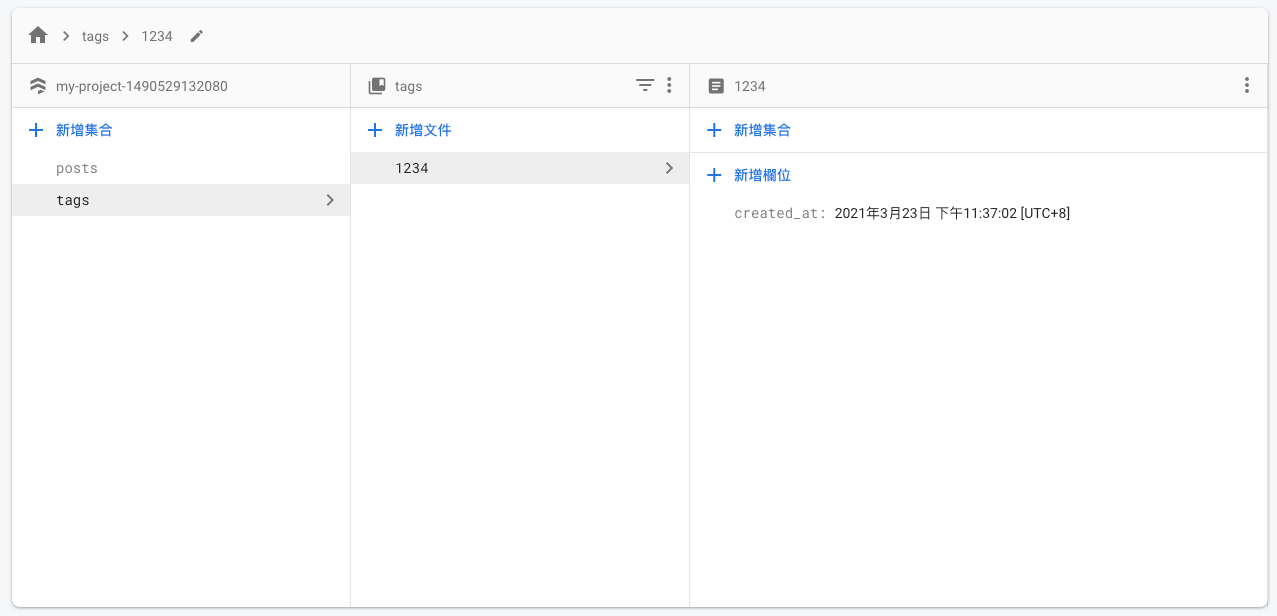 tags 1234
my-project-1490529132080
新增集合
posts
tags
tags
新增文件
1234
1234
新增集合
新增欄位
created_at: 2021年3月23日 下午11:37:02 [UTC+8]